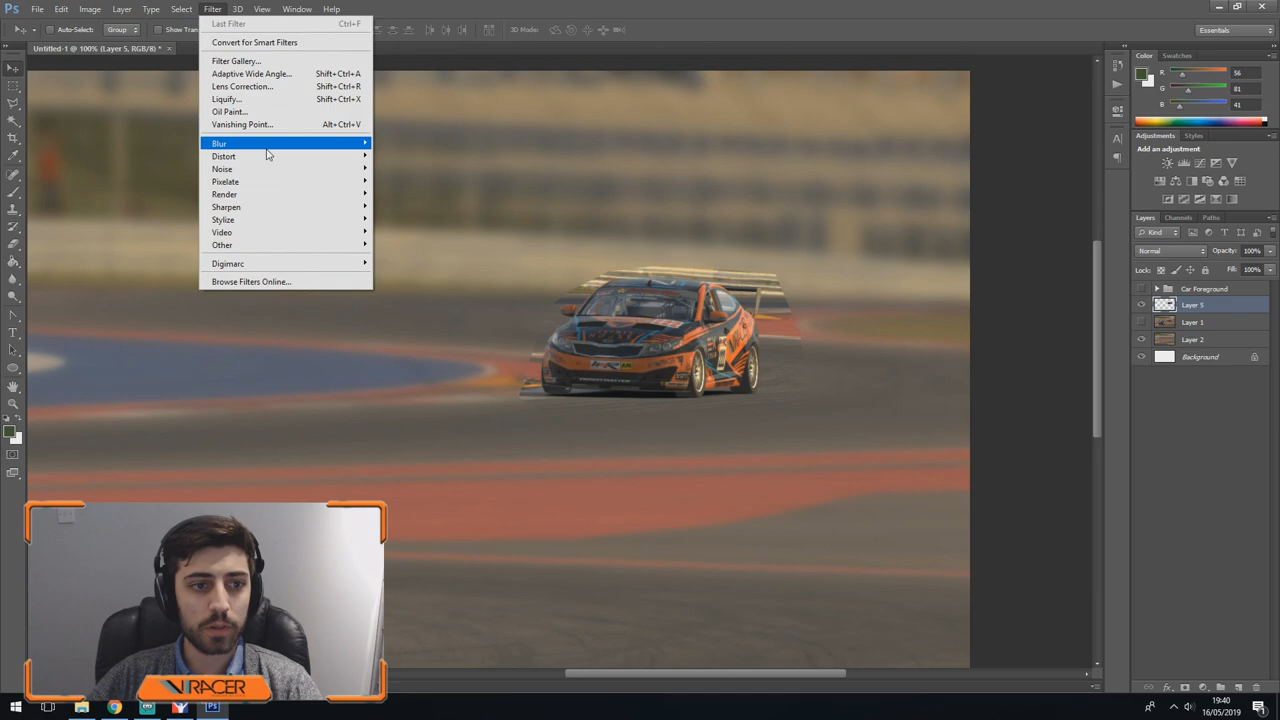 Ps File Edit Image Layer Type Select Filter 3D View Window Help
Auto-Select: Group Show Tran 3D Mode: Essentials
Untitled-1 @ 100% (Layer 5, RGB/8) * ×
Last Filter Ctrl+F
Convert for Smart Filters
Filter Gallery...
Adaptive Wide Angle... Shift+Ctrl+A
Lens Correction... Shift+Ctrl+R
Liquify... Shift+Ctrl+X
Oil Paint...
Vanishing Point... Alt+Ctrl+V
Blur
Distort
Noise
Pixelate
Render
Sharpen
Stylize
Video
Other
Digimarc
Browse Filters Online...
Color Swatches
R 56
G 81
B 41
Adjustments Styles
Add an adjustment
Layers Channels Paths
Kind
Normal Opacity: 100%
Lock: Fill: 100%
Car Foreground
Layer 5
Layer 1
Layer 2
Background
RACER
19:40
16/05/2019